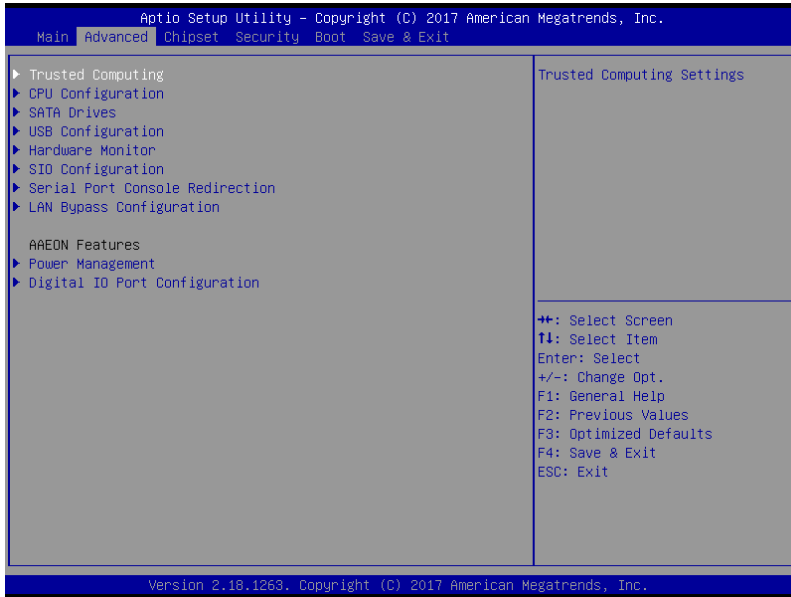 Aptio Setup Utility – Copyright (C) 2017 American Megatrends, Inc.
Main Advanced Chipset Security Boot Save & Exit
Trusted Computing
CPU Configuration
SATA Drives
USB Configuration
Hardware Monitor
SIO Configuration
Serial Port Console Redirection
LAN Bypass Configuration
AAEON Features
Power Management
Digital IO Port Configuration
Trusted Computing Settings
→←: Select Screen
↑↓: Select Item
Enter: Select
+/-: Change Opt.
F1: General Help
F2: Previous Values
F3: Optimized Defaults
F4: Save & Exit
ESC: Exit
Version 2.18.1263. Copyright (C) 2017 American Megatrends, Inc.